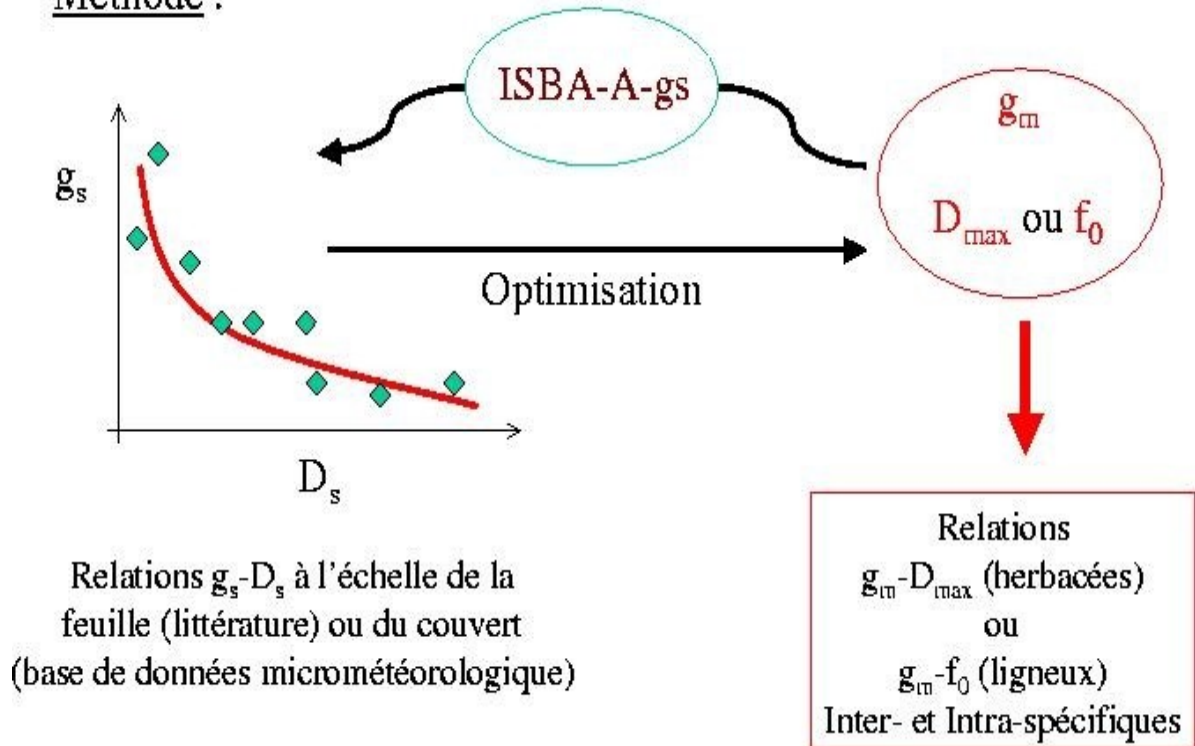 Méthode :
ISBA-A-gs
gₘ
Dₘₐₓ ou f₀
gₛ
Optimisation
Dₛ
Relations gₛ-Dₛ à l'échelle de la
feuille (littérature) ou du couvert
(base de données micrométéorologique)
Relations
gₘ-Dₘₐₓ (herbacées)
ou
gₘ-f₀ (ligneux)
Inter- et Intra-spécifiques